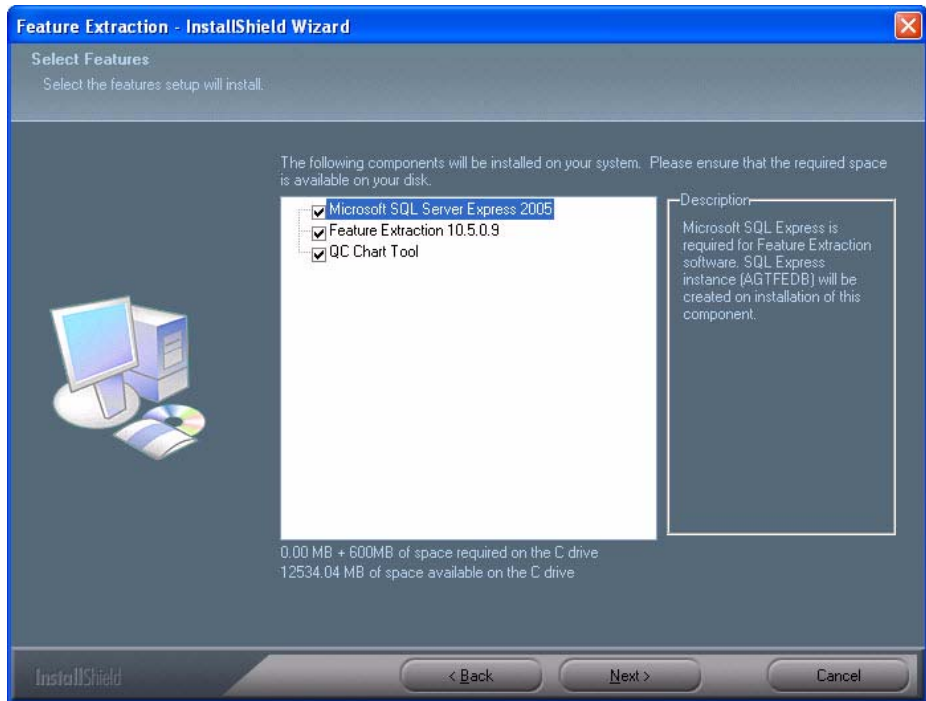 Feature Extraction - InstallShield Wizard
Select Features
Select the features setup will install.
The following components will be installed on your system. Please ensure that the required space
is available on your disk.
Microsoft SQL Server Express 2005
Feature Extraction 10.5.0.9
QC Chart Tool
Description
Microsoft SQL Express is
required for Feature Extraction
software. SQL Express
instance (AGTFEDB) will be
created on installation of this
component.
0.00 MB + 600MB of space required on the C drive
12534.04 MB of space available on the C drive
InstallShield
< Back
Next >
Cancel